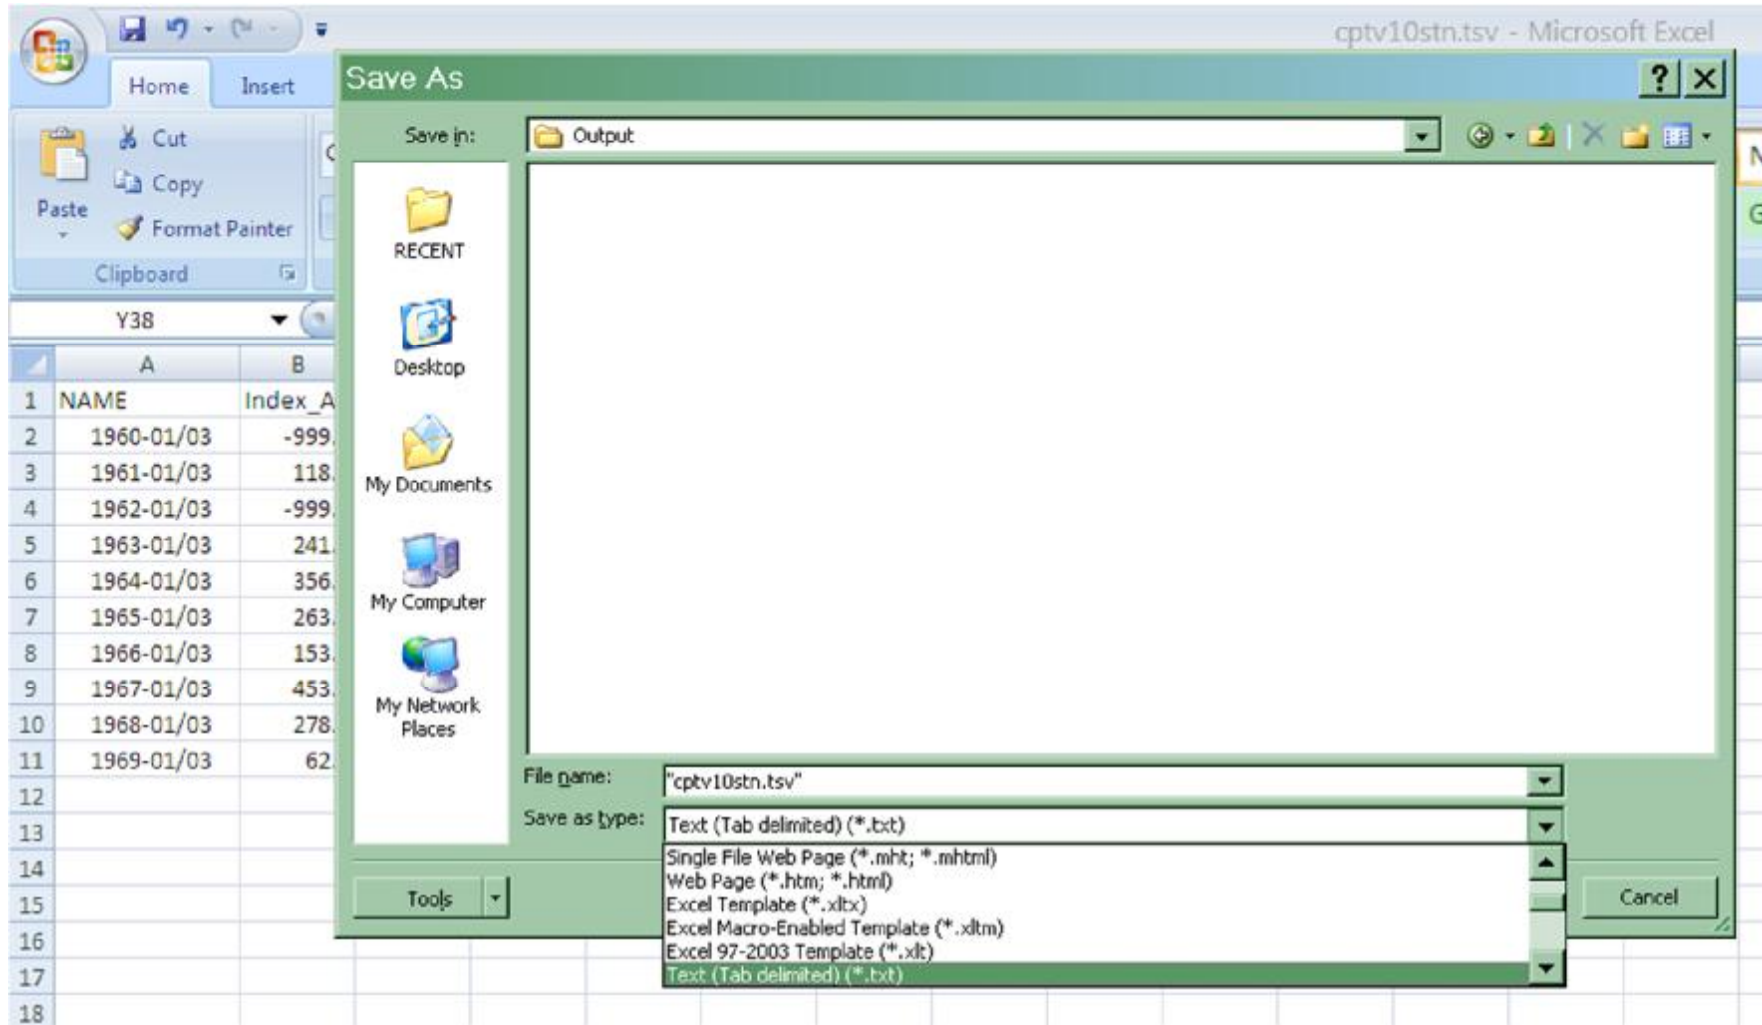 cptv10stn.tsv - Microsoft Excel
Home Insert
Save As
Cut
Copy
Paste
Format Painter
Clipboard
Save in: Output
RECENT
Desktop
My Documents
My Computer
My Network
Places
Y38
A B
1 NAME Index_A
2 1960-01/03 -999.
3 1961-01/03 118.
4 1962-01/03 -999.
5 1963-01/03 241.
6 1964-01/03 356.
7 1965-01/03 263.
8 1966-01/03 153.
9 1967-01/03 453.
10 1968-01/03 278.
11 1969-01/03 62.
12
13
14
15
16
17
18
File name: "cptv10stn.tsv"
Save as type: Text (Tab delimited) (*.txt)
Single File Web Page (*.mht; *.mhtml)
Web Page (*.htm; *.html)
Excel Template (*.xltx)
Excel Macro-Enabled Template (*.xltm)
Excel 97-2003 Template (*.xlt)
Text (Tab delimited) (*.txt)
Tools
Cancel